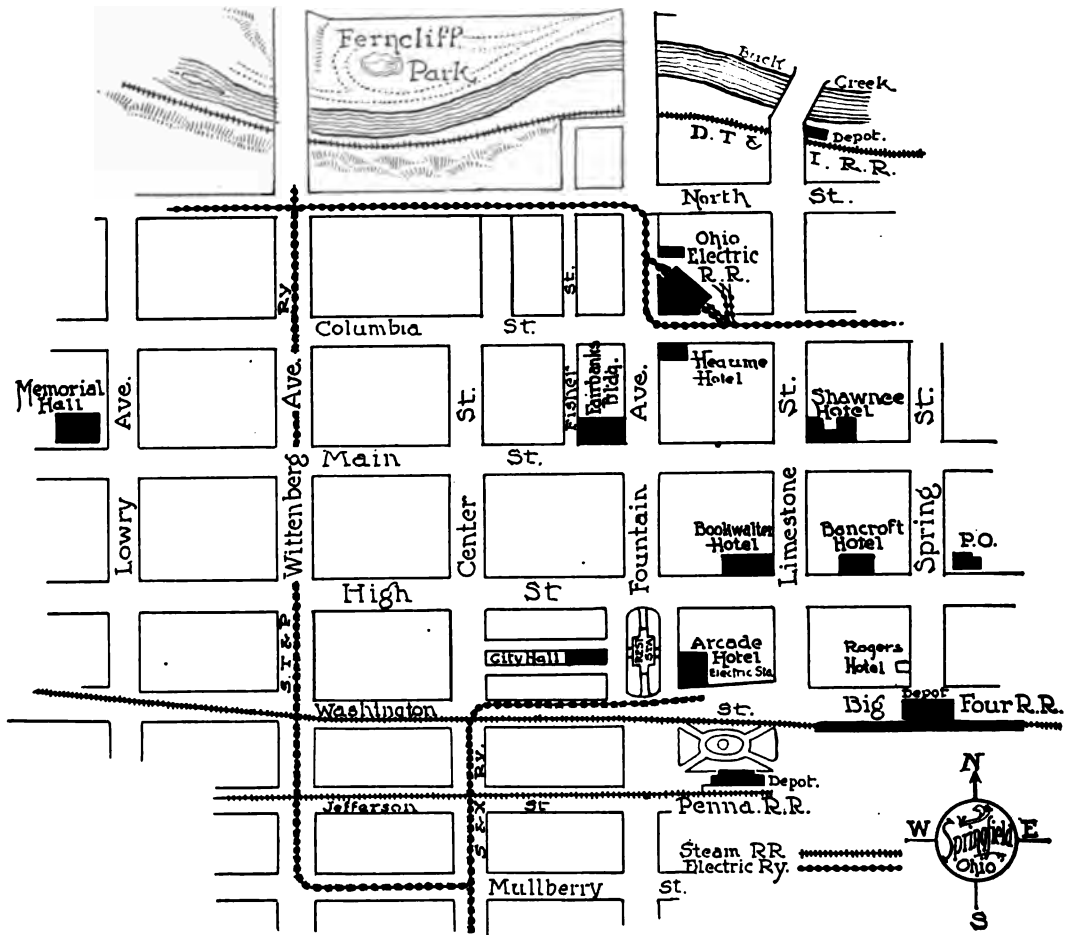 Ferncliff
Park
Buck
Creek
Depot.
D. T &
I. R. R.
North St.
Ohio
Electric
R. R.
Ry
St.
Columbia St.
Memorial
Hall
Ave.
Ave.
St.
Fisher
Fairbanks
Bldg.
Ave.
Heaume
Hotel
St.
Shawnee
Hotel
St.
Main St.
Lowry
Wittenberg
Center
Fountain
Bookwalter
Hotel
Limestone
Bancroft
Hotel
Spring
P.O.
High St
S. T & P
City Hall
REST
STA
Arcade
Hotel
Electric Sta.
Rogers
Hotel
Washington St.
Big Depot Four R.R.
Ry.
Depot.
Jefferson St
Penna. R.R.
S & X
Steam RR
Electric Ry.
Mullberry St.
N
W E
Springfield
Ohio
S